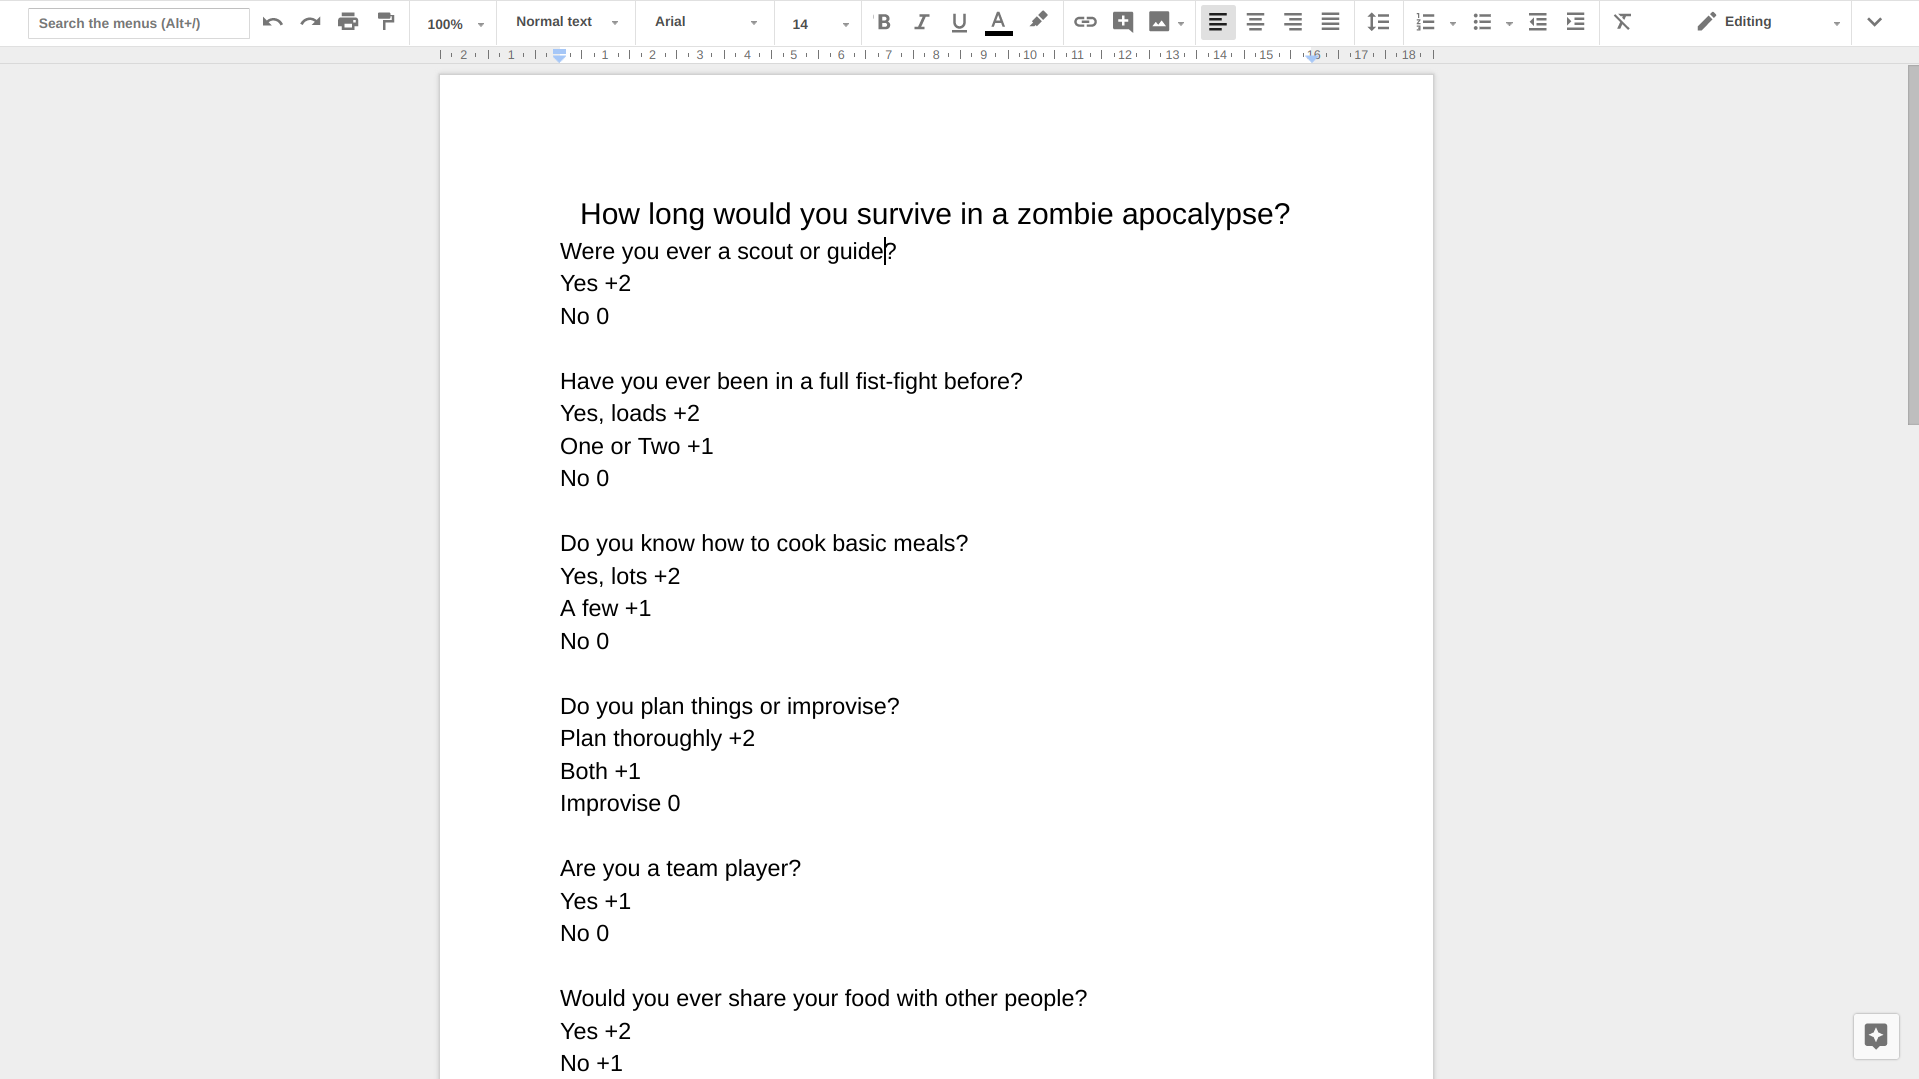 Search the menus (Alt+/)
100%
Normal text
Arial
14
Editing
2 1 1 2 3 4 5 6 7 8 9 10 11 12 13 14 15 16 17 18
How long would you survive in a zombie apocalypse?
Were you ever a scout or guide?
Yes +2
No 0
Have you ever been in a full fist-fight before?
Yes, loads +2
One or Two +1
No 0
Do you know how to cook basic meals?
Yes, lots +2
A few +1
No 0
Do you plan things or improvise?
Plan thoroughly +2
Both +1
Improvise 0
Are you a team player?
Yes +1
No 0
Would you ever share your food with other people?
Yes +2
No +1